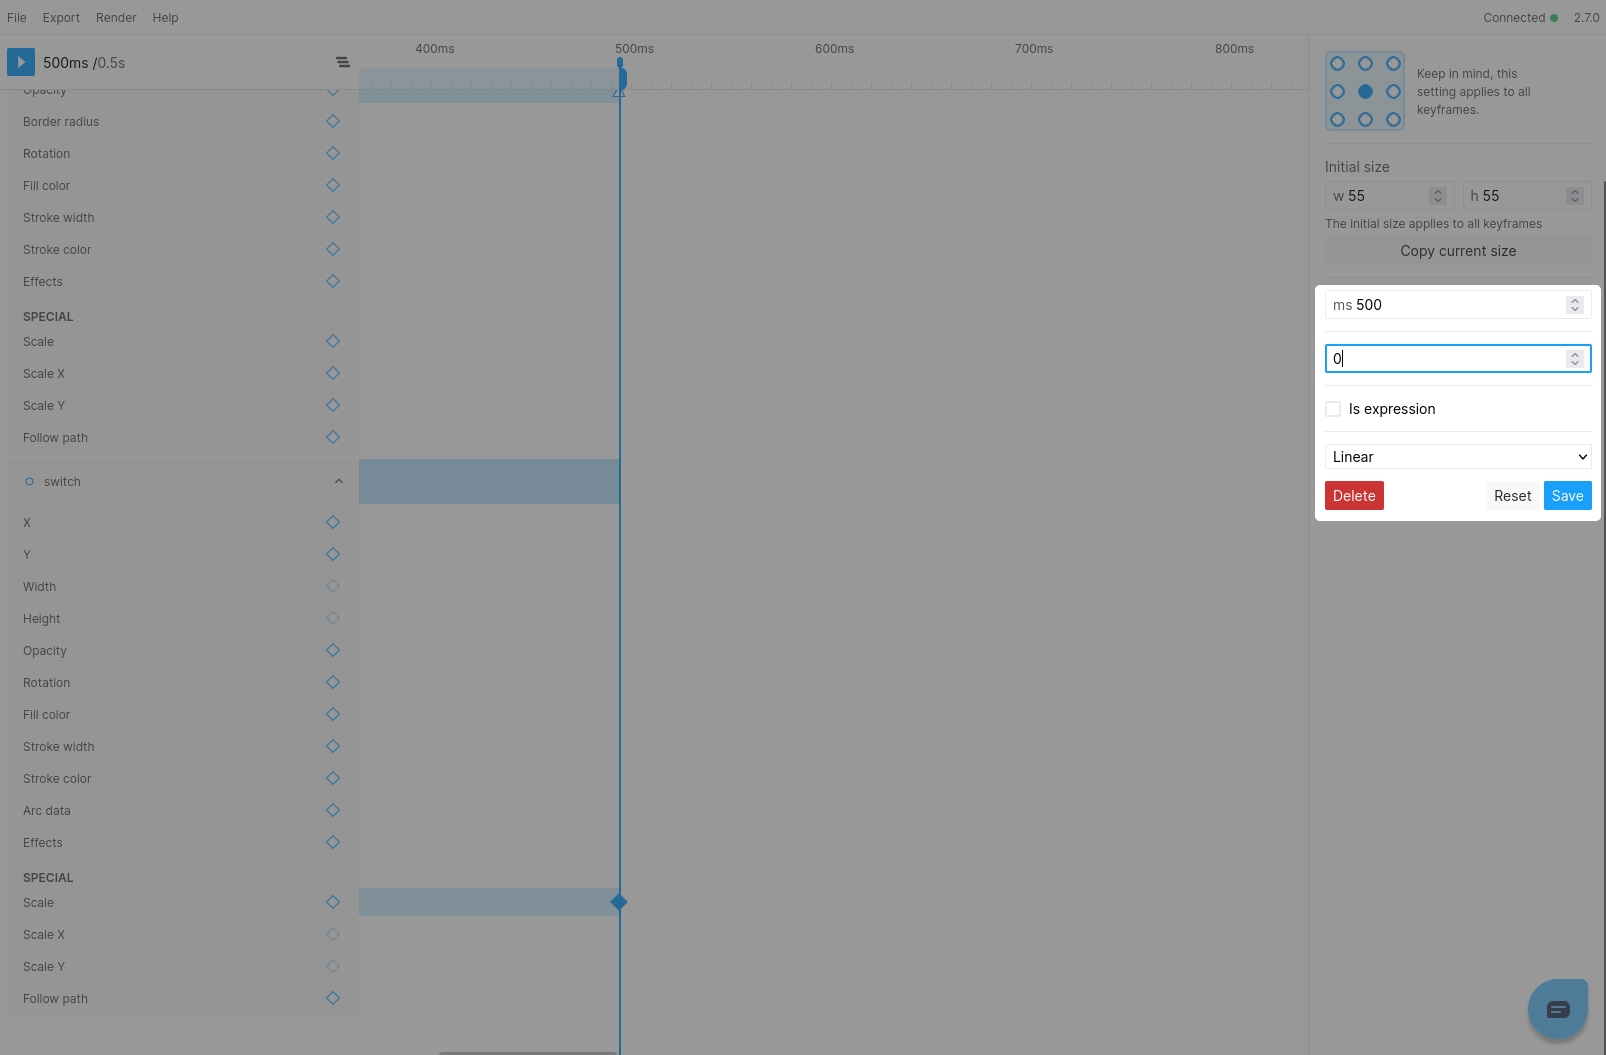 File Export Render Help Connected 2.7.0
500ms /0.5s
400ms 500ms 600ms 700ms 800ms
Opacity
Border radius
Rotation
Fill color
Stroke width
Stroke color
Effects
SPECIAL
Scale
Scale X
Scale Y
Follow path
switch
X
Y
Width
Height
Opacity
Rotation
Fill color
Stroke width
Stroke color
Arc data
Effects
SPECIAL
Scale
Scale X
Scale Y
Follow path
Keep in mind, this
setting applies to all
keyframes.
Initial size
w 55 h 55
The initial size applies to all keyframes
Copy current size
ms 500
0
Is expression
Linear
Delete Reset Save